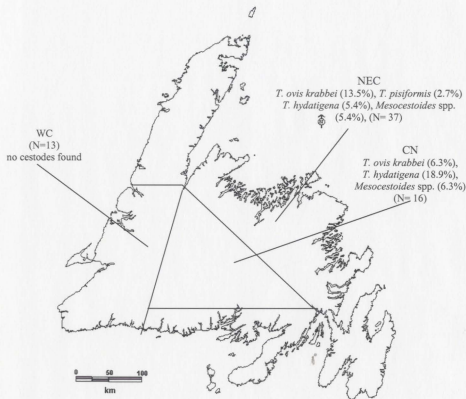 NEC
T. ovis krabbei (13.5%), T. pisiformis (2.7%)
T. hydatigena (5.4%), Mesocestoides spp.
(5.4%), (N= 37)
WC
(N=13)
no cestodes found
CN
T. ovis krabbei (6.3%),
T. hydatigena (18.9%),
Mesocestoides spp. (6.3%)
(N= 16)
0 50 100
km